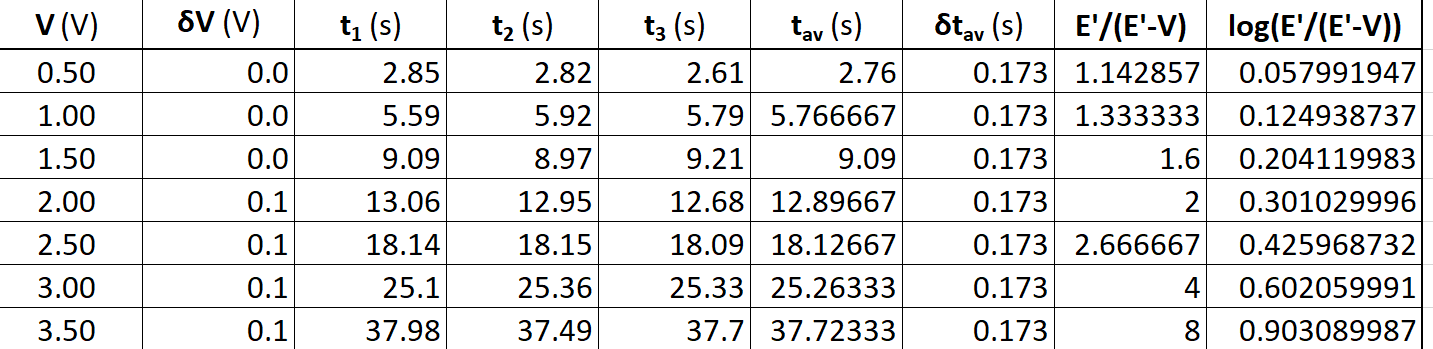 V (V) δV (V) t₁ (s) t₂ (s) t₃ (s) tₐᵥ (s) δtₐᵥ (s) E'/(E'-V) log(E'/(E'-V))
0.50 0.0 2.85 2.82 2.61 2.76 0.173 1.142857 0.057991947
1.00 0.0 5.59 5.92 5.79 5.766667 0.173 1.333333 0.124938737
1.50 0.0 9.09 8.97 9.21 9.09 0.173 1.6 0.204119983
2.00 0.1 13.06 12.95 12.68 12.89667 0.173 2 0.301029996
2.50 0.1 18.14 18.15 18.09 18.12667 0.173 2.666667 0.425968732
3.00 0.1 25.1 25.36 25.33 25.26333 0.173 4 0.602059991
3.50 0.1 37.98 37.49 37.7 37.72333 0.173 8 0.903089987